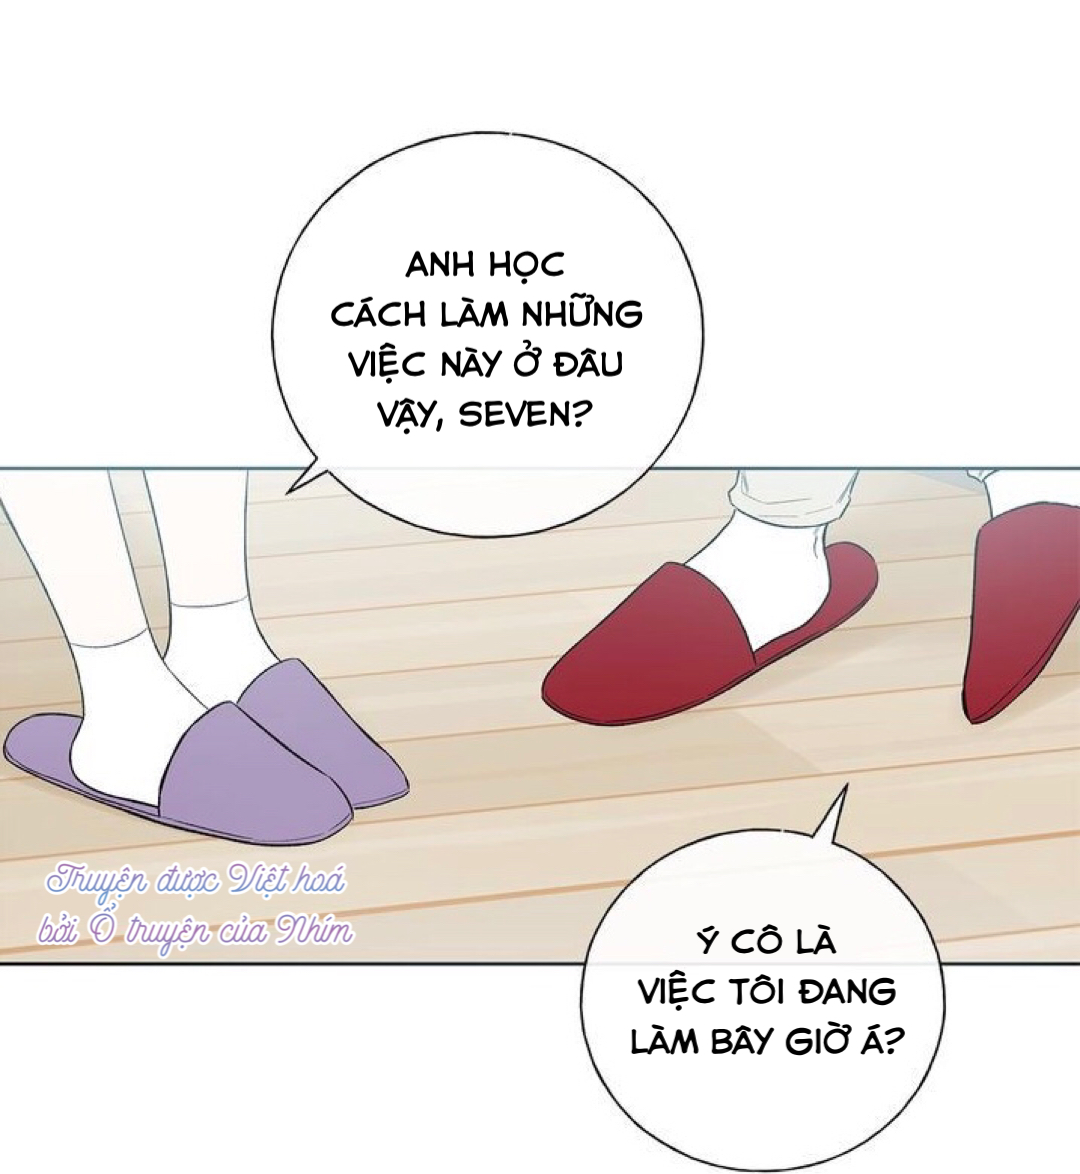 ANH HỌC
CÁCH LÀM NHỮNG
VIỆC NÀY Ở ĐÂU
VẬY, SEVEN?
Truyện được Việt hoá
bởi Ổ truyện của Nhím
Ý CÔ LÀ
VIỆC TÔI ĐANG
LÀM BÂY GIỜ Á?